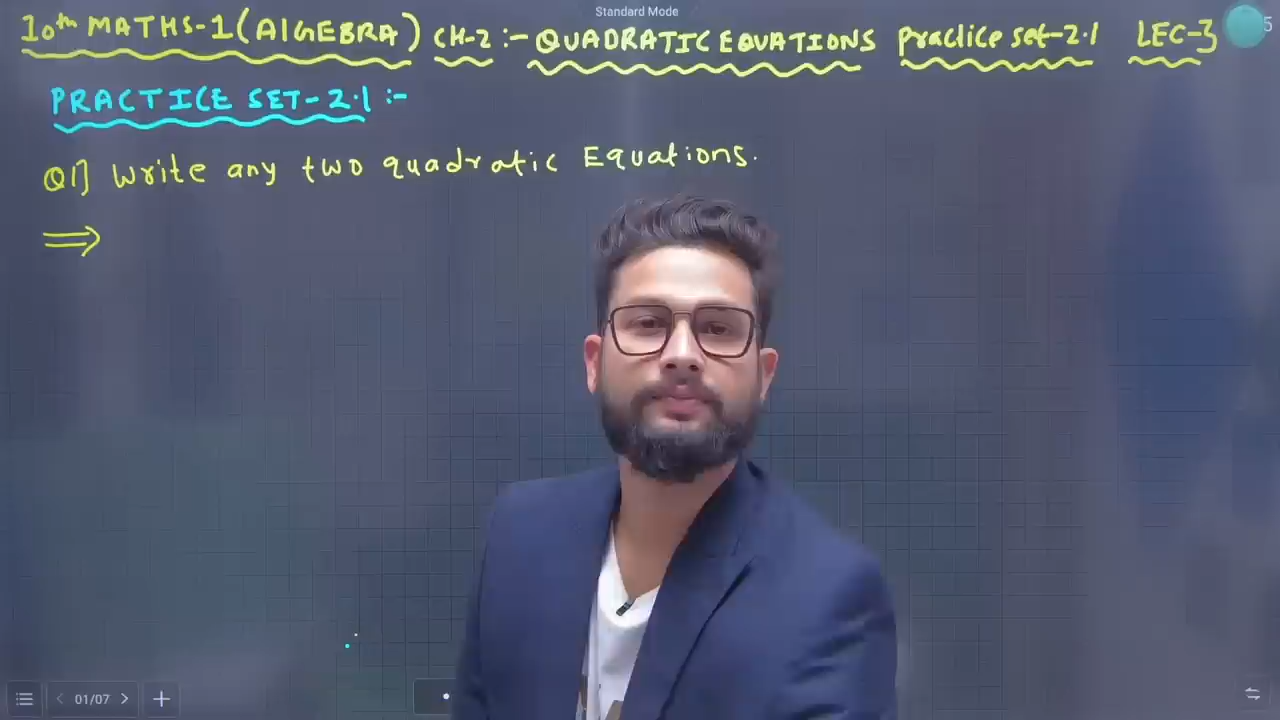 Standard Mode
10th MATHS-1 (AlGEBRA) CH-2 :- QUADRATIC EQUATIONS practice set-2.1 LEC-3
5
PRACTICE SET-2.1 :-
Q1] Write any two quadratic Equations.
⇒
01/07